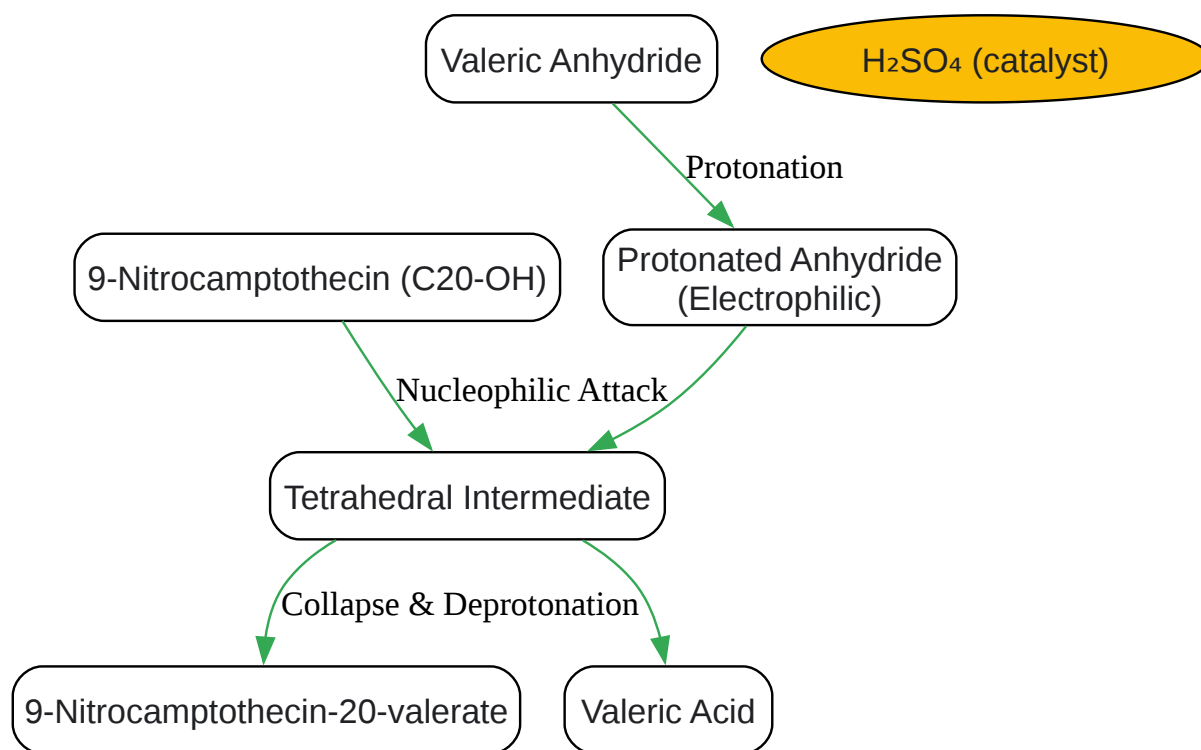 Valeric Anhydride
H₂SO₄ (catalyst)
Protonation
9-Nitrocamptothecin (C20-OH)
Protonated Anhydride
(Electrophilic)
Nucleophilic Attack
Tetrahedral Intermediate
Collapse & Deprotonation
9-Nitrocamptothecin-20-valerate
Valeric Acid